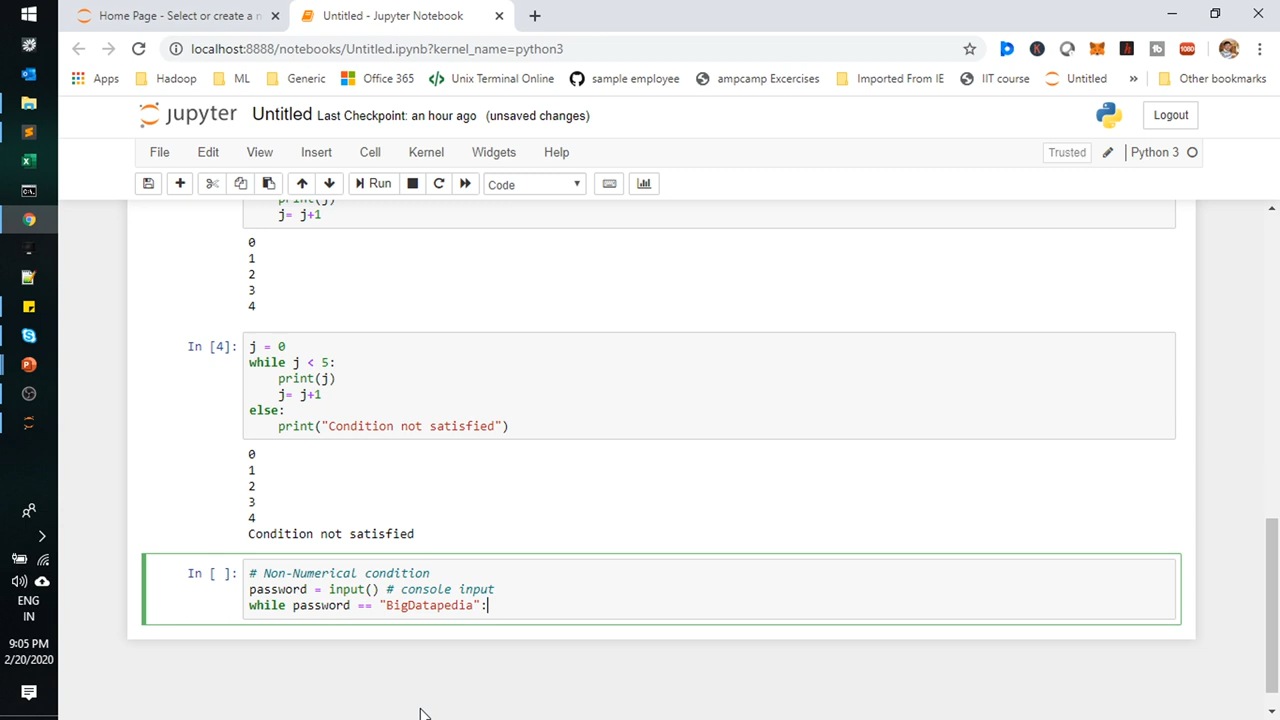 Home Page - Select or create a n
Untitled - Jupyter Notebook
localhost:8888/notebooks/Untitled.ipynb?kernel_name=python3
Apps Hadoop ML Generic Office 365 Unix Terminal Online sample employee ampcamp Excercises Imported From IE IIT course Untitled » Other bookmarks
jupyter Untitled Last Checkpoint: an hour ago (unsaved changes) Logout
File Edit View Insert Cell Kernel Widgets Help Trusted Python 3
Run Code
print(j)
j= j+1
0
1
2
3
4
In [4]: j = 0
while j < 5:
print(j)
j= j+1
else:
print("Condition not satisfied")
0
1
2
3
4
Condition not satisfied
In [ ]: # Non-Numerical condition
password = input() # console input
while password == "BigDatapedia":
ENG
IN
9:05 PM
2/20/2020